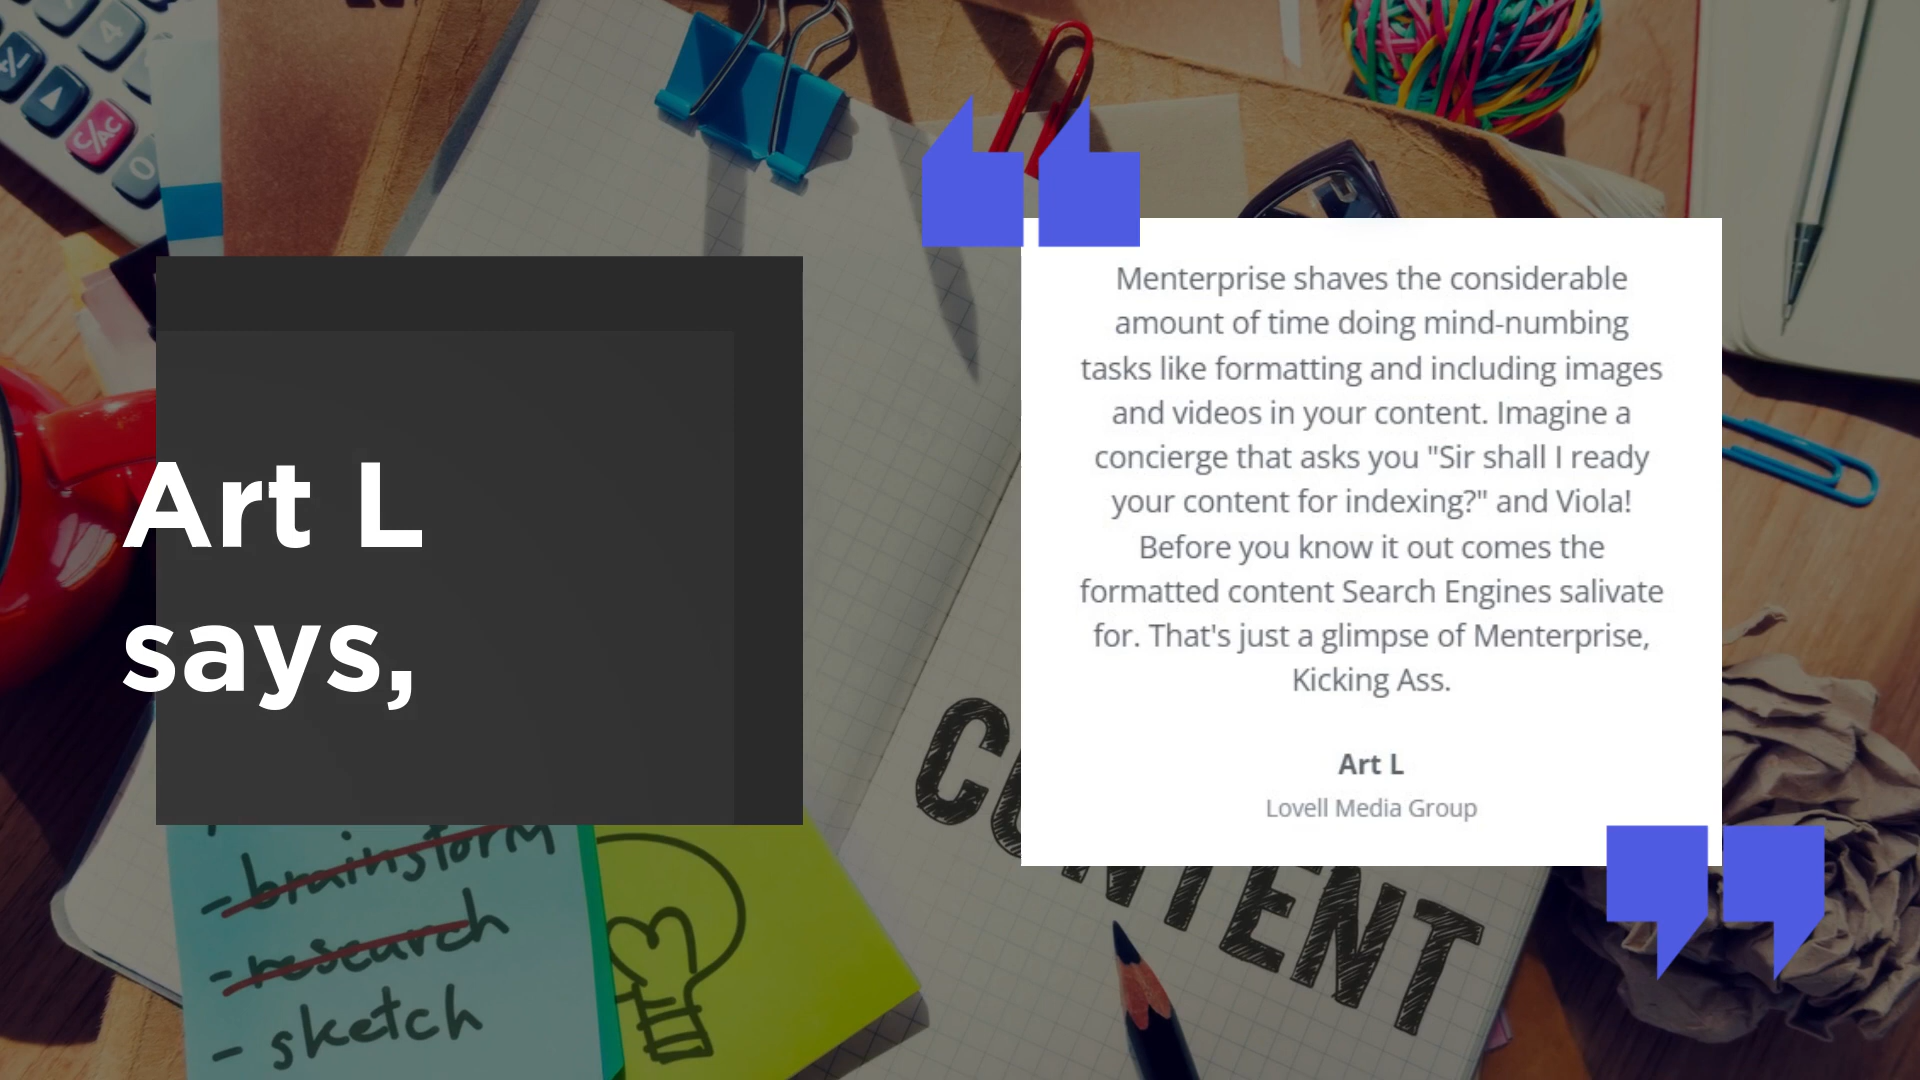 4
+/-
C/AC
0
Art L
says,
Menterprise shaves the considerable
amount of time doing mind-numbing
tasks like formatting and including images
and videos in your content. Imagine a
concierge that asks you "Sir shall I ready
your content for indexing?" and Viola!
Before you know it out comes the
formatted content Search Engines salivate
for. That's just a glimpse of Menterprise,
Kicking Ass.
Art L
Lovell Media Group
- brainstorm
- research
- sketch
CONTENT